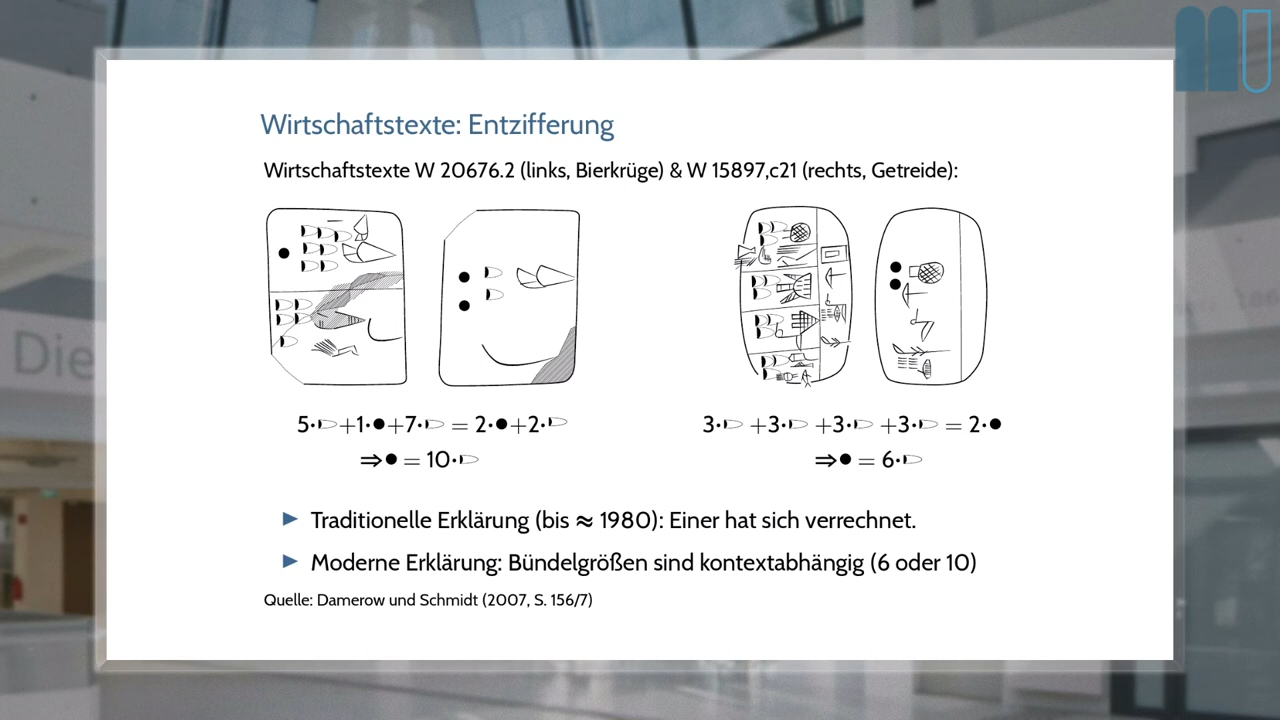 Wirtschaftstexte: Entzifferung
Wirtschaftstexte W 20676.2 (links, Bierkrüge) & W 15897,c21 (rechts, Getreide):
5·𒁹+1·●+7·𒁹 = 2·●+2·𒁹
3·𒁹 +3·𒁹 +3·𒁹 +3·𒁹 = 2·●
⇒● = 10·𒁹
⇒● = 6·𒁹
► Traditionelle Erklärung (bis ≈ 1980): Einer hat sich verrechnet.
► Moderne Erklärung: Bündelgrößen sind kontextabhängig (6 oder 10)
Quelle: Damerow und Schmidt (2007, S. 156/7)
Die